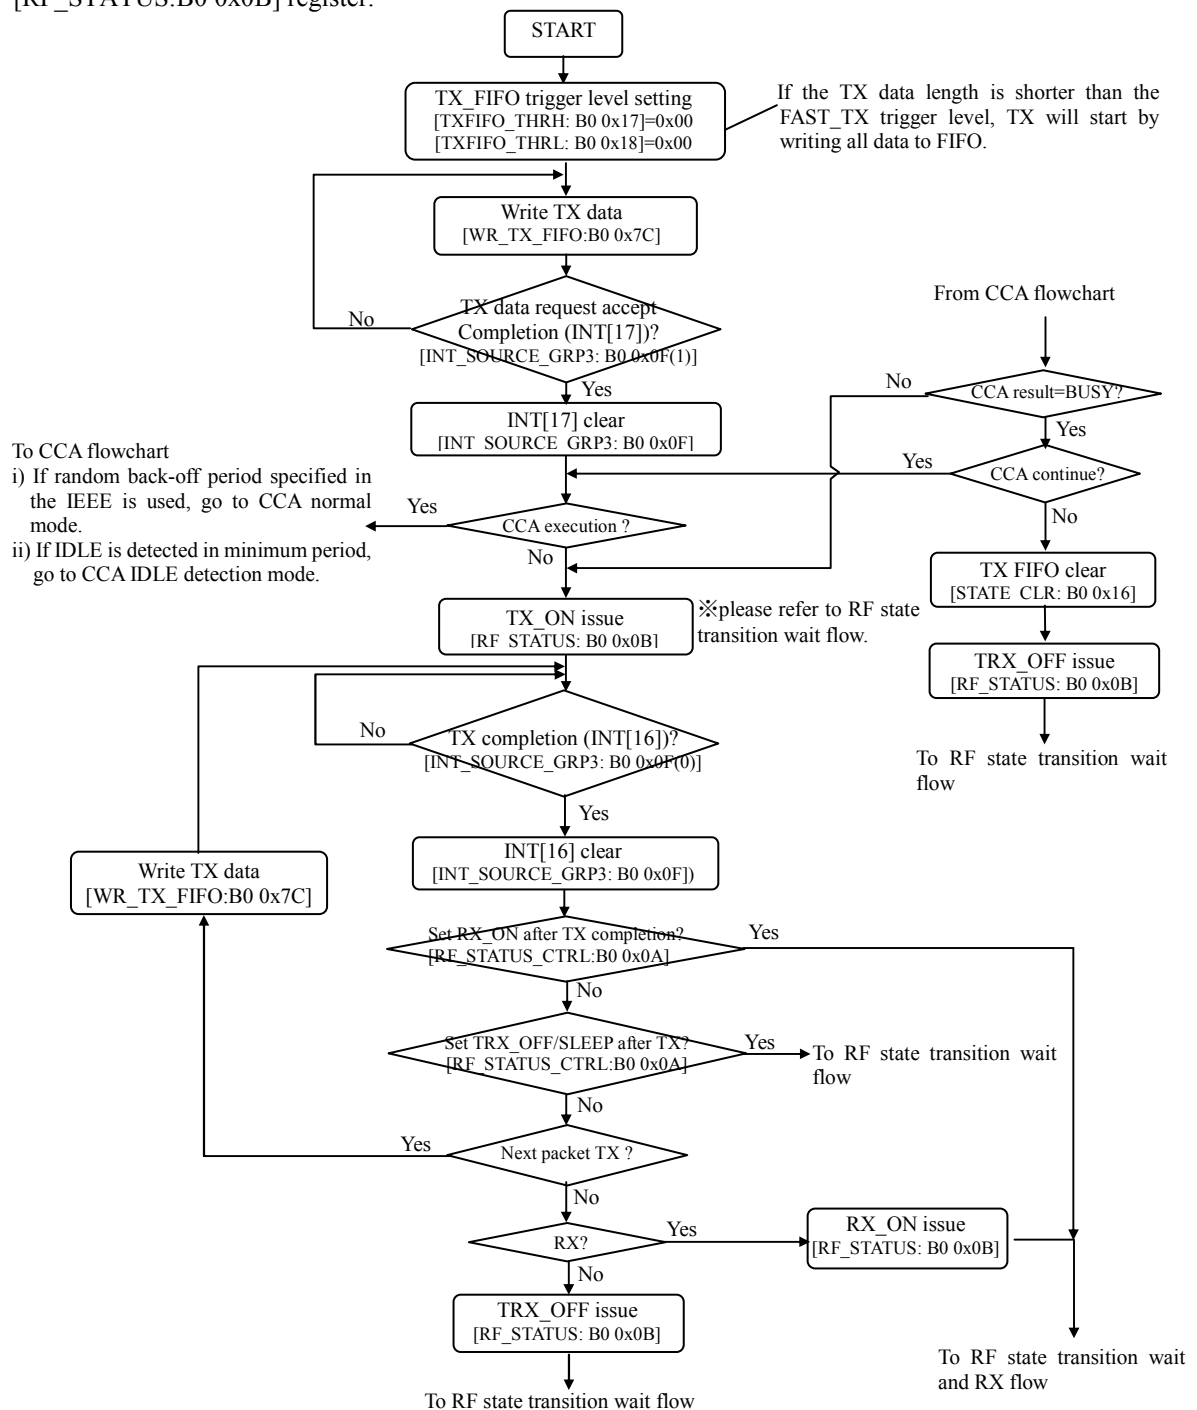 [RF_STATUS:B0 0x0B] register.
START
TX_FIFO trigger level setting
[TXFIFO_THRH: B0 0x17]=0x00
[TXFIFO_THRL: B0 0x18]=0x00
If the TX data length is shorter than the
FAST_TX trigger level, TX will start by
writing all data to FIFO.
Write TX data
[WR_TX_FIFO:B0 0x7C]
TX data request accept
Completion (INT[17])?
[INT_SOURCE_GRP3: B0 0x0F(1)]
No
Yes
From CCA flowchart
CCA result=BUSY?
No
Yes
INT[17] clear
[INT_SOURCE_GRP3: B0 0x0F]
CCA continue?
Yes
No
To CCA flowchart
i) If random back-off period specified in
the IEEE is used, go to CCA normal
mode.
ii) If IDLE is detected in minimum period,
go to CCA IDLE detection mode.
Yes
CCA execution ?
No
TX FIFO clear
[STATE_CLR: B0 0x16]
TX_ON issue
[RF_STATUS: B0 0x0B]
※please refer to RF state
transition wait flow.
TRX_OFF issue
[RF_STATUS: B0 0x0B]
To RF state transition wait
flow
No
TX completion (INT[16])?
[INT_SOURCE_GRP3: B0 0x0F(0)]
Yes
INT[16] clear
[INT_SOURCE_GRP3: B0 0x0F])
Write TX data
[WR_TX_FIFO:B0 0x7C]
Set RX_ON after TX completion?
[RF_STATUS_CTRL:B0 0x0A]
Yes
No
Set TRX_OFF/SLEEP after TX?
[RF_STATUS_CTRL:B0 0x0A]
Yes
To RF state transition wait
flow
No
Yes
Next packet TX ?
No
RX?
Yes
RX_ON issue
[RF_STATUS: B0 0x0B]
No
TRX_OFF issue
[RF_STATUS: B0 0x0B]
To RF state transition wait
and RX flow
To RF state transition wait flow